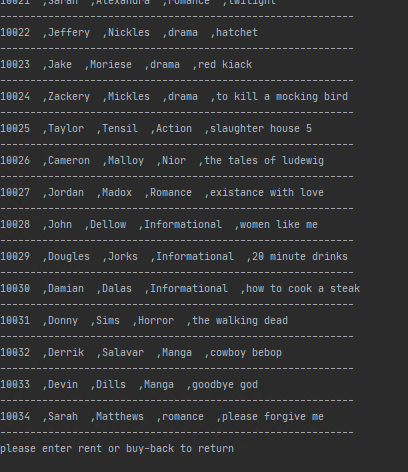 10021  ,Sarah  ,Alexandra  ,romance  ,twilight
--------------------------------------------------------
10022  ,Jeffery  ,Nickles  ,drama  ,hatchet
--------------------------------------------------------
10023  ,Jake  ,Moriese  ,drama  ,red kiack
--------------------------------------------------------
10024  ,Zackery  ,Mickles  ,drama  ,to kill a mocking bird
--------------------------------------------------------
10025  ,Taylor  ,Tensil  ,Action  ,slaughter house 5
--------------------------------------------------------
10026  ,Cameron  ,Malloy  ,Nior  ,the tales of ludewig
--------------------------------------------------------
10027  ,Jordan  ,Madox  ,Romance  ,existance with love
--------------------------------------------------------
10028  ,John  ,Dellow  ,Informational  ,women like me
--------------------------------------------------------
10029  ,Dougles  ,Jorks  ,Informational  ,20 minute drinks
--------------------------------------------------------
10030  ,Damian  ,Dalas  ,Informational  ,how to cook a steak
--------------------------------------------------------
10031  ,Donny  ,Sims  ,Horror  ,the walking dead
--------------------------------------------------------
10032  ,Derrik  ,Salavar  ,Manga  ,cowboy bebop
--------------------------------------------------------
10033  ,Devin  ,Dills  ,Manga  ,goodbye god
--------------------------------------------------------
10034  ,Sarah  ,Matthews  ,romance  ,please forgive me
--------------------------------------------------------
please enter rent or buy-back to return